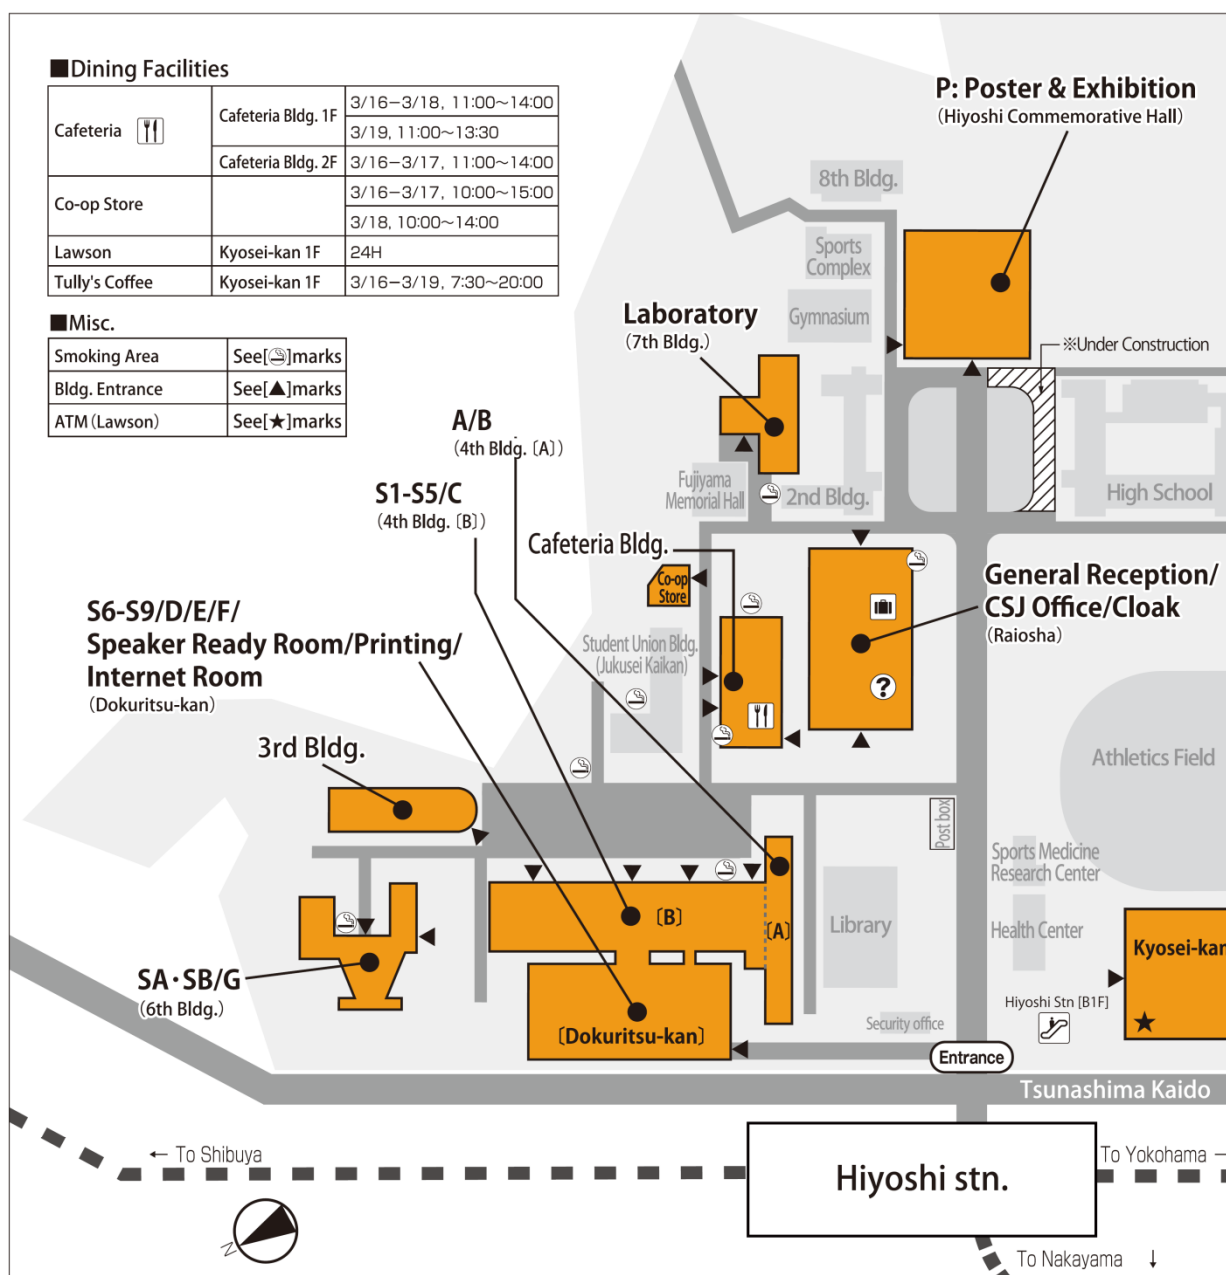 ■Dining Facilities
Cafeteria
Cafeteria Bldg. 1F
3/16−3/18, 11:00～14:00
3/19, 11:00～13:30
Cafeteria Bldg. 2F
3/16−3/17, 11:00～14:00
Co-op Store
3/16−3/17, 10:00～15:00
3/18, 10:00～14:00
Lawson
Kyosei-kan 1F
24H
Tully's Coffee
Kyosei-kan 1F
3/16−3/19, 7:30～20:00
■Misc.
Smoking Area
See[ ]marks
Bldg. Entrance
See[▲]marks
ATM (Lawson)
See[★]marks
P: Poster & Exhibition
(Hiyoshi Commemorative Hall)
8th Bldg.
Sports
Complex
Gymnasium
Laboratory
(7th Bldg.)
※Under Construction
A/B
(4th Bldg. 〔A〕)
S1-S5/C
(4th Bldg. 〔B〕)
Fujiyama
Memorial Hall
2nd Bldg.
High School
Cafeteria Bldg.
Co-op
Store
General Reception/
CSJ Office/Cloak
(Raiosha)
?
S6-S9/D/E/F/
Speaker Ready Room/Printing/
Internet Room
(Dokuritsu-kan)
Student Union Bldg.
(Jukusei Kaikan)
3rd Bldg.
Athletics Field
Post box
Sports Medicine
Research Center
〔B〕
〔A〕
Library
Health Center
Kyosei-kan
SA・SB/G
(6th Bldg.)
Hiyoshi Stn [B1F]
★
〔Dokuritsu-kan〕
Security office
Entrance
Tsunashima Kaido
← To Shibuya
Hiyoshi stn.
To Yokohama →
N
To Nakayama ↓